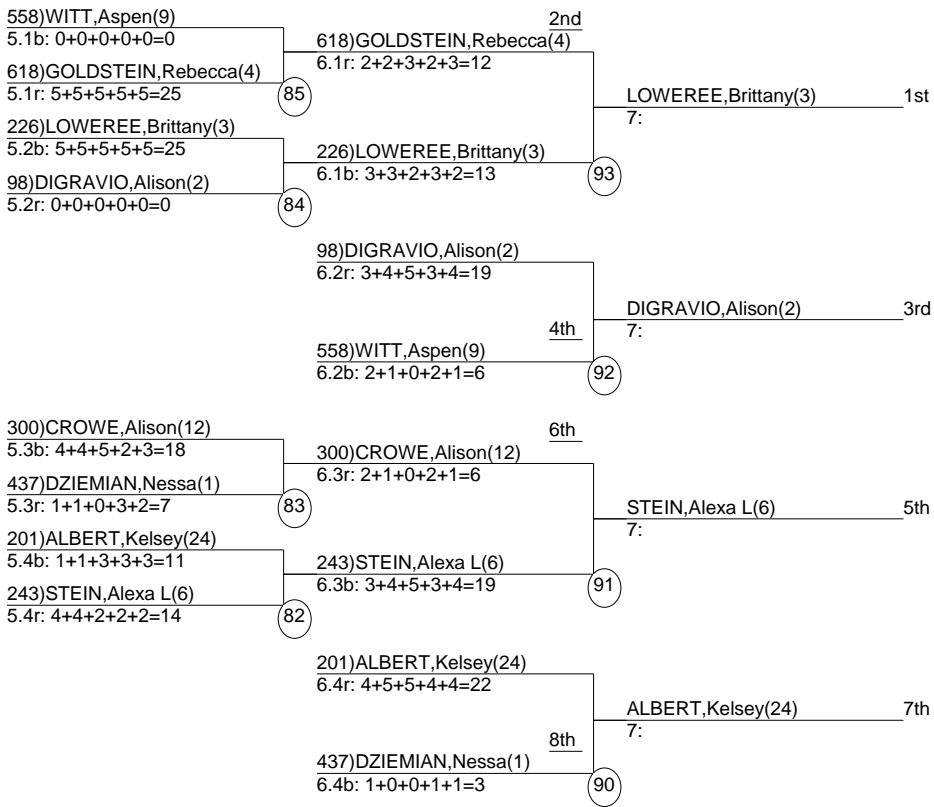 558)WITT,Aspen(9)
5.1b: 0+0+0+0+0=0
618)GOLDSTEIN,Rebecca(4)
5.1r: 5+5+5+5+5=25
85
226)LOWEREE,Brittany(3)
5.2b: 5+5+5+5+5=25
98)DIGRAVIO,Alison(2)
5.2r: 0+0+0+0+0=0
84
2nd
618)GOLDSTEIN,Rebecca(4)
6.1r: 2+2+3+2+3=12
226)LOWEREE,Brittany(3)
6.1b: 3+3+2+3+2=13
93
LOWEREE,Brittany(3)
1st
7:
98)DIGRAVIO,Alison(2)
6.2r: 3+4+5+3+4=19
4th
558)WITT,Aspen(9)
6.2b: 2+1+0+2+1=6
92
DIGRAVIO,Alison(2)
3rd
7:
300)CROWE,Alison(12)
5.3b: 4+4+5+2+3=18
437)DZIEMIAN,Nessa(1)
5.3r: 1+1+0+3+2=7
83
201)ALBERT,Kelsey(24)
5.4b: 1+1+3+3+3=11
243)STEIN,Alexa L(6)
5.4r: 4+4+2+2+2=14
82
6th
300)CROWE,Alison(12)
6.3r: 2+1+0+2+1=6
243)STEIN,Alexa L(6)
6.3b: 3+4+5+3+4=19
91
STEIN,Alexa L(6)
5th
7:
201)ALBERT,Kelsey(24)
6.4r: 4+5+5+4+4=22
8th
437)DZIEMIAN,Nessa(1)
6.4b: 1+0+0+1+1=3
90
ALBERT,Kelsey(24)
7th
7: